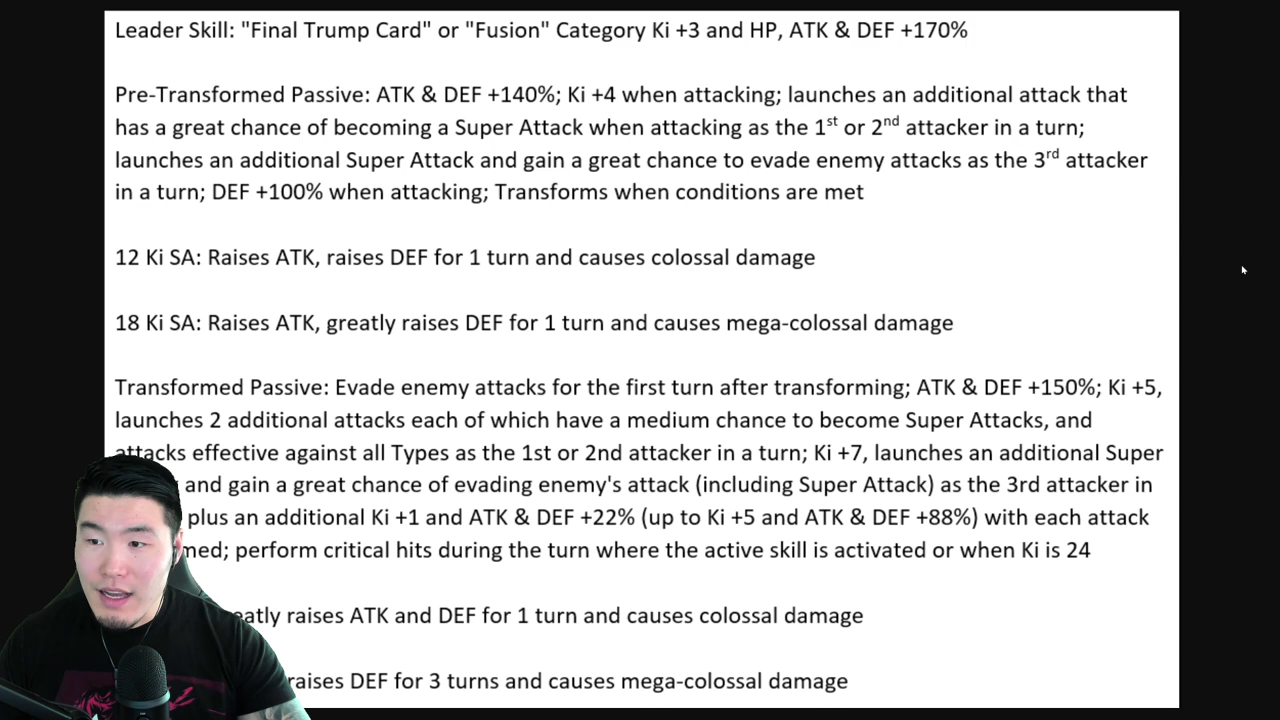 Leader Skill: "Final Trump Card" or "Fusion" Category Ki +3 and HP, ATK & DEF +170%
Pre-Transformed Passive: ATK & DEF +140%; Ki +4 when attacking; launches an additional attack that
has a great chance of becoming a Super Attack when attacking as the 1st or 2nd attacker in a turn;
launches an additional Super Attack and gain a great chance to evade enemy attacks as the 3rd attacker
in a turn; DEF +100% when attacking; Transforms when conditions are met
12 Ki SA: Raises ATK, raises DEF for 1 turn and causes colossal damage
18 Ki SA: Raises ATK, greatly raises DEF for 1 turn and causes mega-colossal damage
Transformed Passive: Evade enemy attacks for the first turn after transforming; ATK & DEF +150%; Ki +5,
launches 2 additional attacks each of which have a medium chance to become Super Attacks, and
attacks effective against all Types as the 1st or 2nd attacker in a turn; Ki +7, launches an additional Super
and gain a great chance of evading enemy's attack (including Super Attack) as the 3rd attacker in
plus an additional Ki +1 and ATK & DEF +22% (up to Ki +5 and ATK & DEF +88%) with each attack
med; perform critical hits during the turn where the active skill is activated or when Ki is 24
eatly raises ATK and DEF for 1 turn and causes colossal damage
raises DEF for 3 turns and causes mega-colossal damage